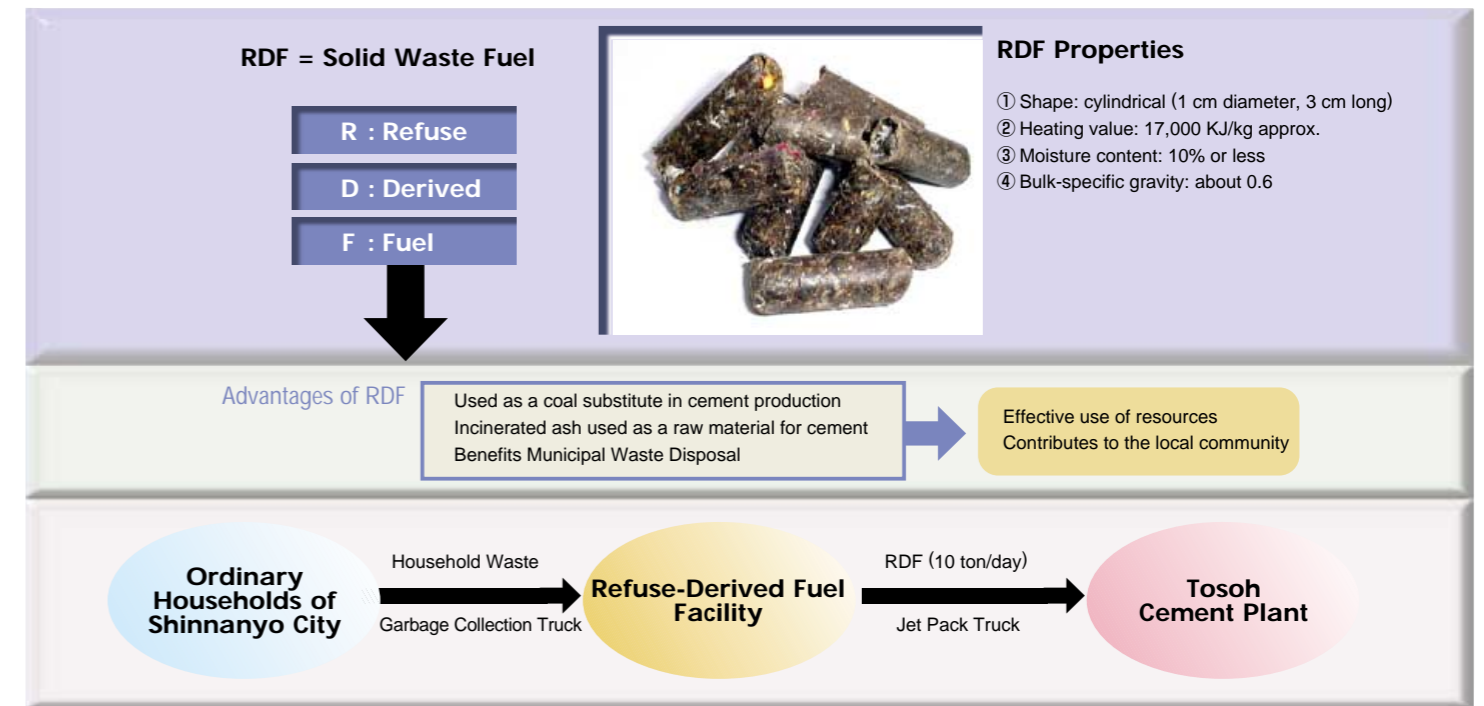 RDF = Solid Waste Fuel
R : Refuse
D : Derived
F : Fuel
RDF Properties
① Shape: cylindrical (1 cm diameter, 3 cm long)
② Heating value: 17,000 KJ/kg approx.
③ Moisture content: 10% or less
④ Bulk-specific gravity: about 0.6
Advantages of RDF
Used as a coal substitute in cement production
Incinerated ash used as a raw material for cement
Benefits Municipal Waste Disposal
Effective use of resources
Contributes to the local community
Ordinary
Households of
Shinnanyo City
Household Waste
Garbage Collection Truck
Refuse-Derived Fuel
Facility
RDF (10 ton/day)
Jet Pack Truck
Tosoh
Cement Plant